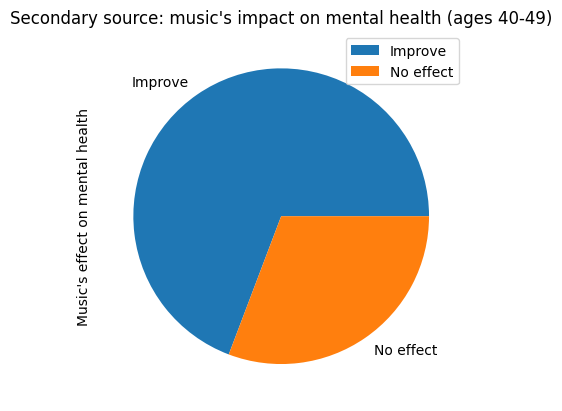 Secondary source: music's impact on mental health (ages 40-49)
Improve
No effect
Improve
No effect
Music's effect on mental health